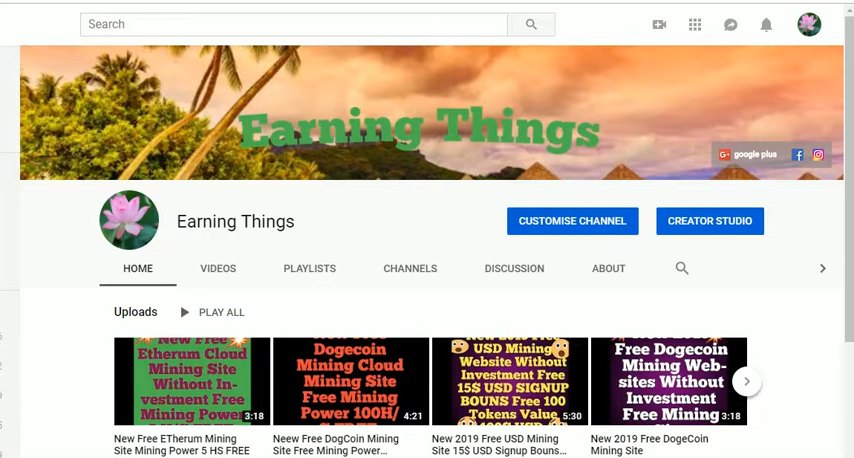 Search
Earning Things
google plus
Earning Things
CUSTOMISE CHANNEL
CREATOR STUDIO
HOME
VIDEOS
PLAYLISTS
CHANNELS
DISCUSSION
ABOUT
Uploads
PLAY ALL
New Free
Etherum Cloud
Mining Site
Without In-
vestment Free
Mining Power
3:18
Dogecoin
Mining Cloud
Mining Site
Free Mining
Power 100H/
4:21
USD Mining
Website Without
Investment Free
15$ USD SIGNUP
BOUNS Free 100
Tokens Value
5:30
Free Dogecoin
Mining Web-
sites Without
Investment
Free Mining
3:18
New Free ETherum Mining
Site Mining Power 5 HS FREE
Neew Free DogCoin Mining
Site Free Mining Power...
New 2019 Free USD Mining
Site 15$ USD Signup Bouns...
New 2019 Free DogeCoin
Mining Site